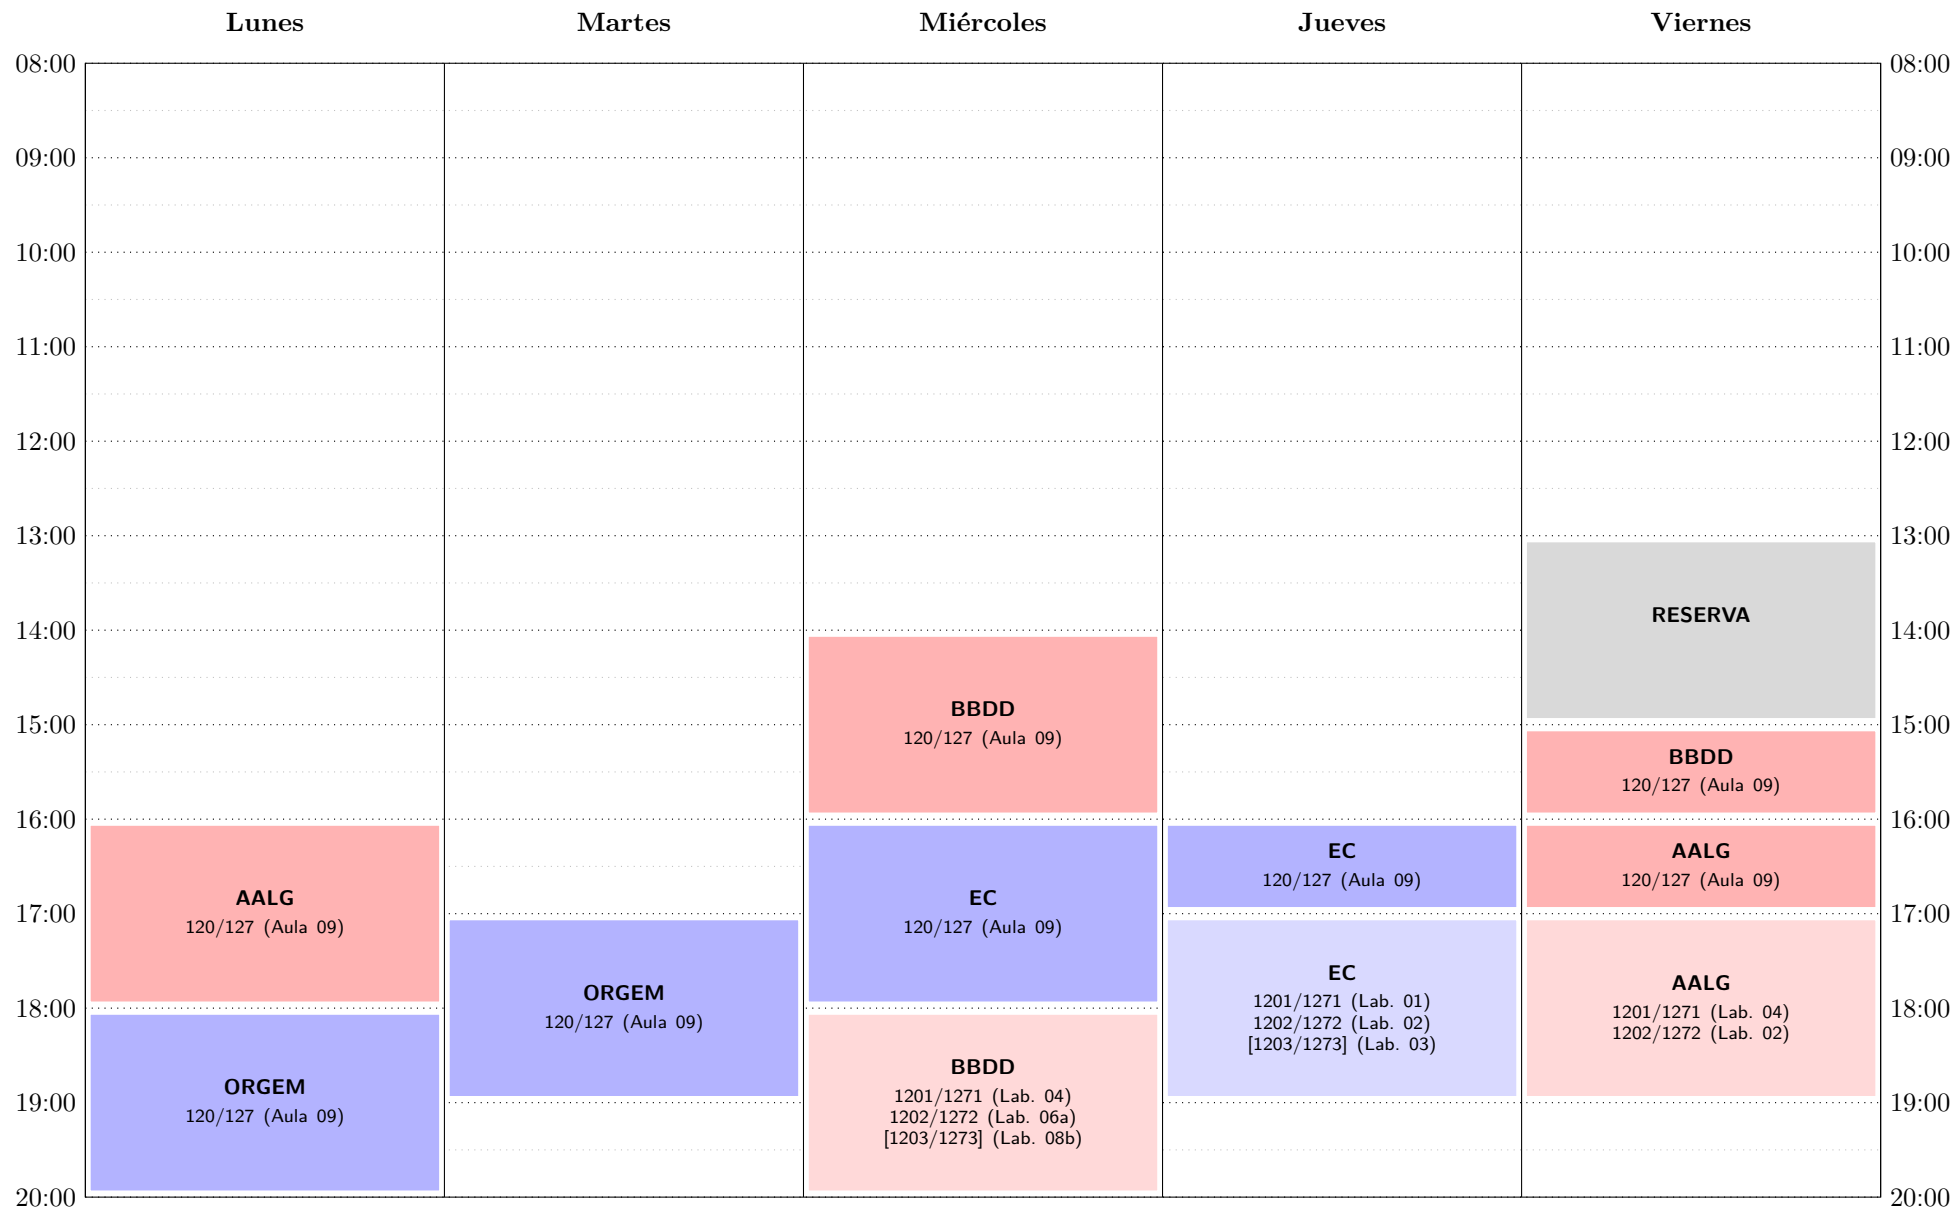 Lunes Martes Miércoles Jueves Viernes
08:00 08:00
09:00 09:00
10:00 10:00
11:00 11:00
12:00 12:00
13:00 13:00
14:00 14:00
15:00 15:00
16:00 16:00
17:00 17:00
18:00 18:00
19:00 19:00
20:00 20:00
AALG
120/127 (Aula 09)
ORGEM
120/127 (Aula 09)
ORGEM
120/127 (Aula 09)
BBDD
120/127 (Aula 09)
EC
120/127 (Aula 09)
BBDD
1201/1271 (Lab. 04)
1202/1272 (Lab. 06a)
[1203/1273] (Lab. 08b)
EC
120/127 (Aula 09)
EC
1201/1271 (Lab. 01)
1202/1272 (Lab. 02)
[1203/1273] (Lab. 03)
RESERVA
BBDD
120/127 (Aula 09)
AALG
120/127 (Aula 09)
AALG
1201/1271 (Lab. 04)
1202/1272 (Lab. 02)